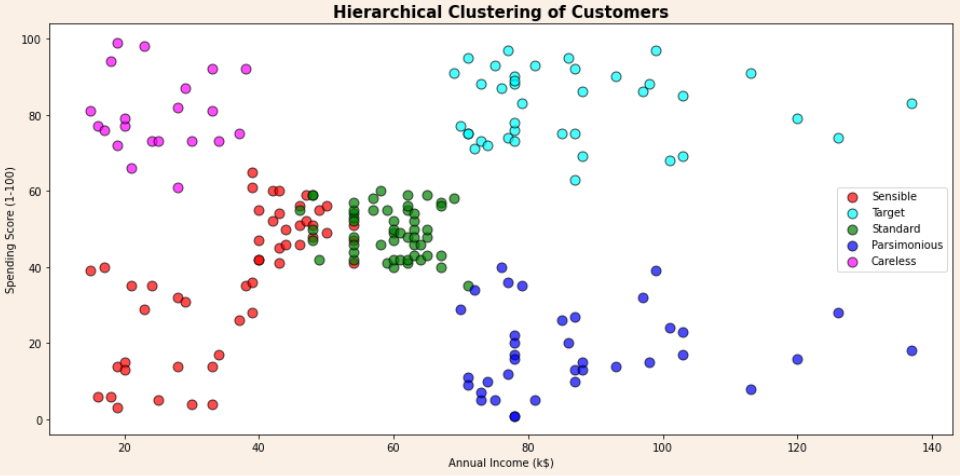 Hierarchical Clustering of Customers
Spending Score (1-100)
100
80
60
40
20
0
Sensible
Target
Standard
Parsimonious
Careless
20 40 60 80 100 120 140
Annual Income (k$)